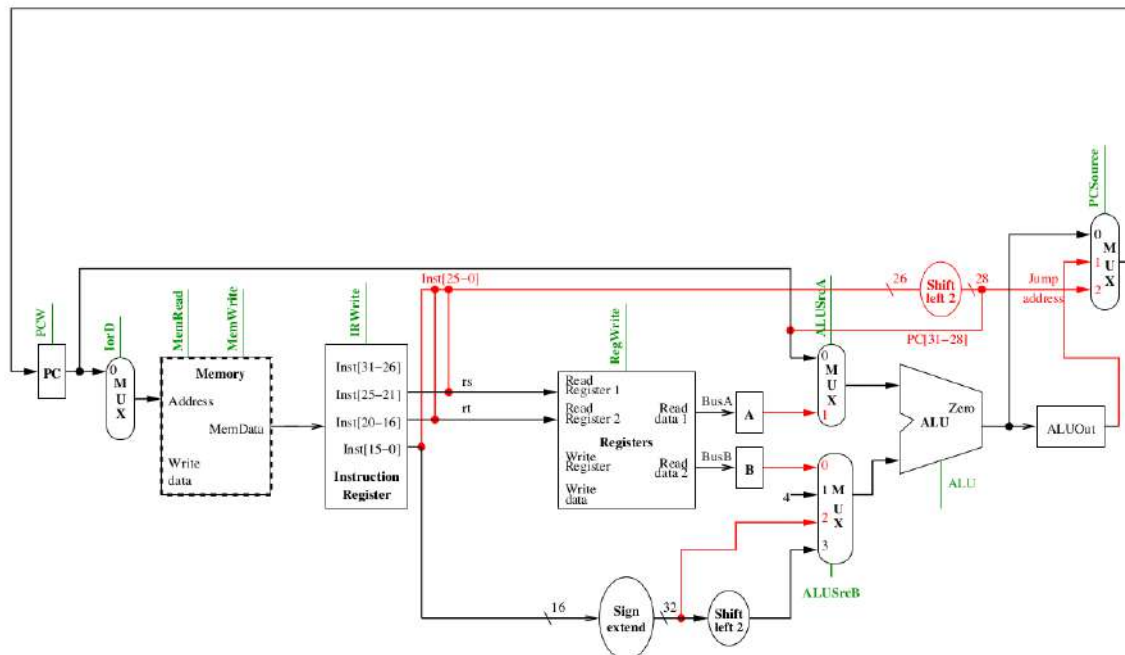 PCSource
0
M
1
U
X
2
Inst[25-0]
26
Shift
left 2
28
Jump
address
PC[31-28]
PCW
IorD
MemRead
MemWrite
IRWrite
RegWrite
ALUSrcA
PC
0
M
U
X
Memory
Address
MemData
Write
data
Inst[31-26]
Inst[25-21]
Inst[20-16]
Inst[15-0]
Instruction
Register
rs
rt
Read
Register 1
Read
Register 2
Registers
Write
Register
Write
data
Read
data 1
Read
data 2
BusA
A
BusB
B
0
M
U
X
1
0
4
1
M
U
2
X
3
ALUSrcB
Zero
ALU
ALU
ALUOut
16
Sign
extend
32
Shift
left 2